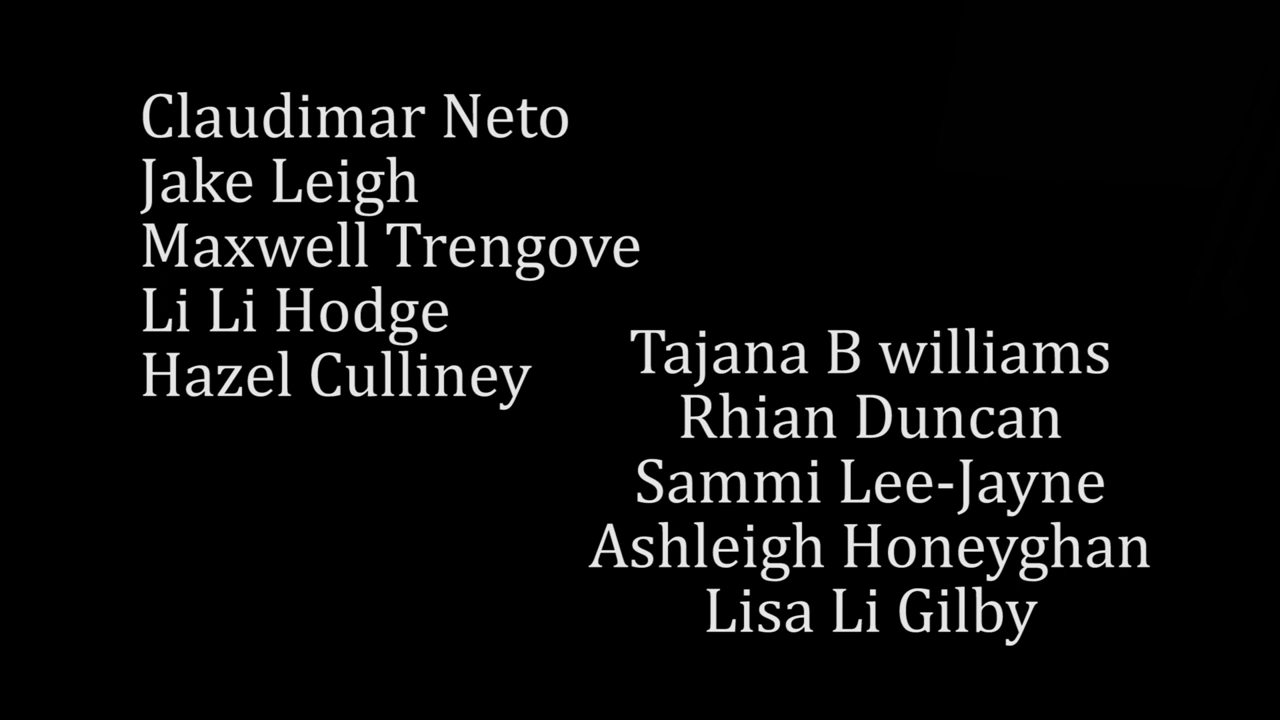 Claudimar Neto
Jake Leigh
Maxwell Trengove
Li Li Hodge
Hazel Culliney
Tajana B williams
Rhian Duncan
Sammi Lee-Jayne
Ashleigh Honeyghan
Lisa Li Gilby